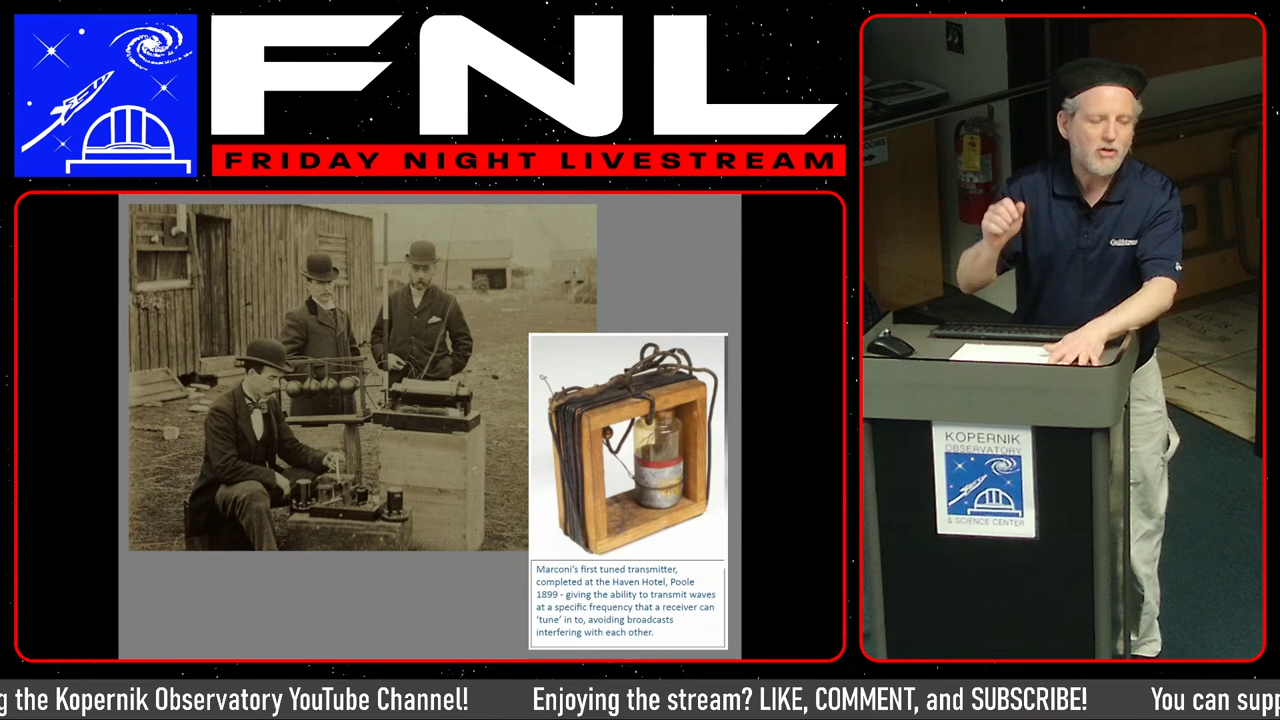 FNL
FRIDAY NIGHT LIVESTREAM
Marconi's first tuned transmitter,
completed at the Haven Hotel, Poole
1899 - giving the ability to transmit waves
at a specific frequency that a receiver can
'tune' in to, avoiding broadcasts
interfering with each other.
OOMS
KOPERNIK
OBSERVATORY
& SCIENCE CENTER
g the Kopernik Observatory YouTube Channel! Enjoying the stream? LIKE, COMMENT, and SUBSCRIBE! You can supp